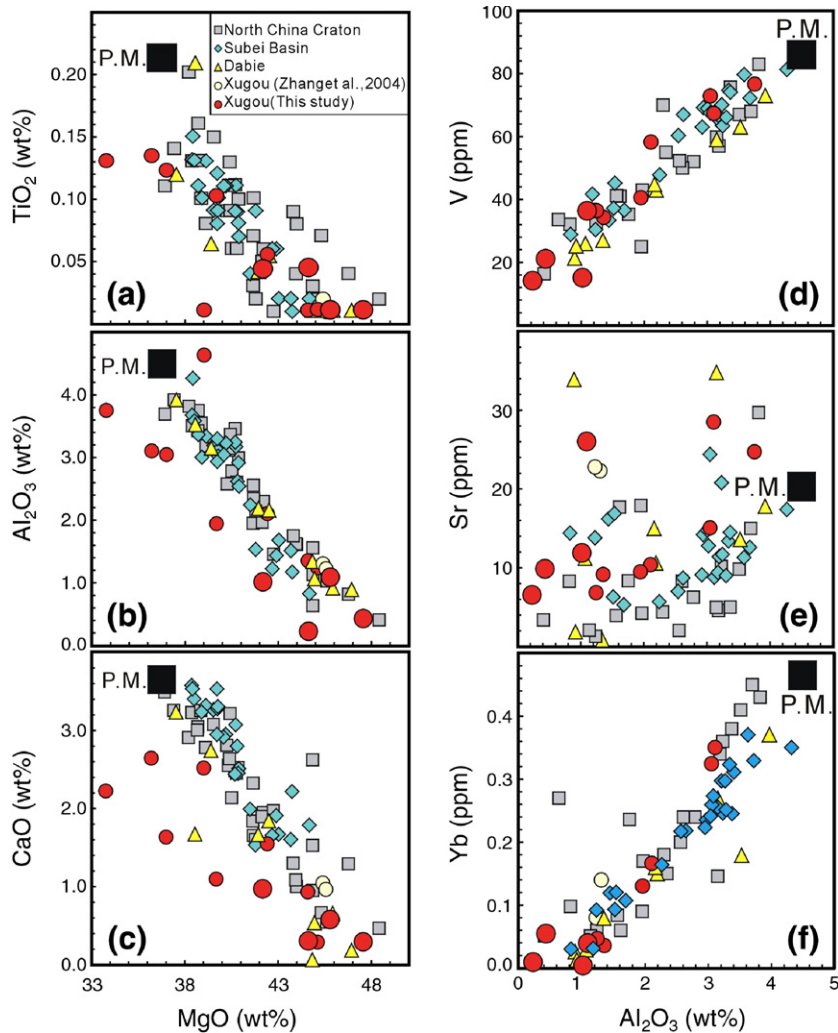 P.M.
North China Craton
Subei Basin
Dabie
Xugou (Zhanget al.,2004)
Xugou(This study)
0.20
0.15
0.10
0.05
TiO2 (wt%)
(a)
P.M.
4.0
3.0
2.0
1.0
0.0
Al2O3 (wt%)
(b)
P.M.
3.0
2.0
1.0
0.0
CaO (wt%)
(c)
33 38 43 48
MgO (wt%)
P.M.
100
80
60
40
20
V (ppm)
(d)
P.M.
30
20
10
0
Sr (ppm)
(e)
P.M.
0.4
0.3
0.2
0.1
0.0
Yb (ppm)
(f)
0 1 2 3 4 5
Al2O3 (wt%)